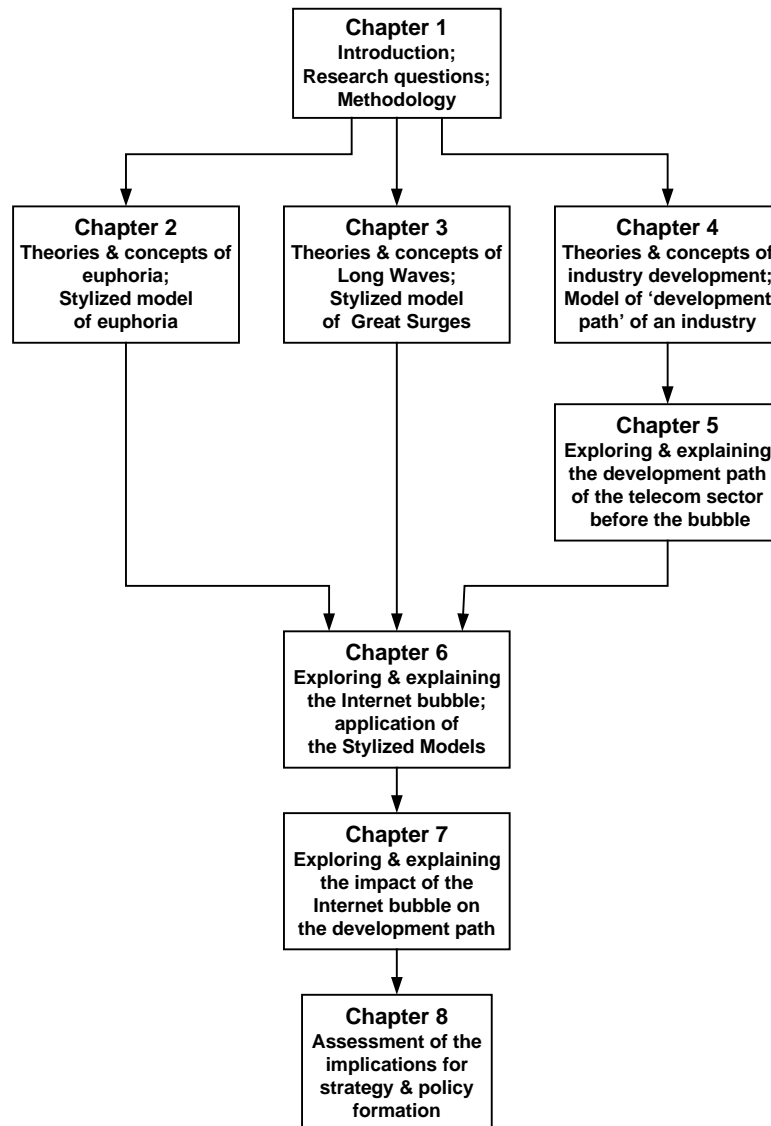 Chapter 1
Introduction;
Research questions;
Methodology
Chapter 2
Theories & concepts of
euphoria;
Stylized model
of euphoria
Chapter 3
Theories & concepts of
Long Waves;
Stylized model
of Great Surges
Chapter 4
Theories & concepts of
industry development;
Model of ‘development
path’ of an industry
Chapter 5
Exploring & explaining
the development path
of the telecom sector
before the bubble
Chapter 6
Exploring & explaining
the Internet bubble;
application of
the Stylized Models
Chapter 7
Exploring & explaining
the impact of the
Internet bubble on
the development path
Chapter 8
Assessment of the
implications for
strategy & policy
formation